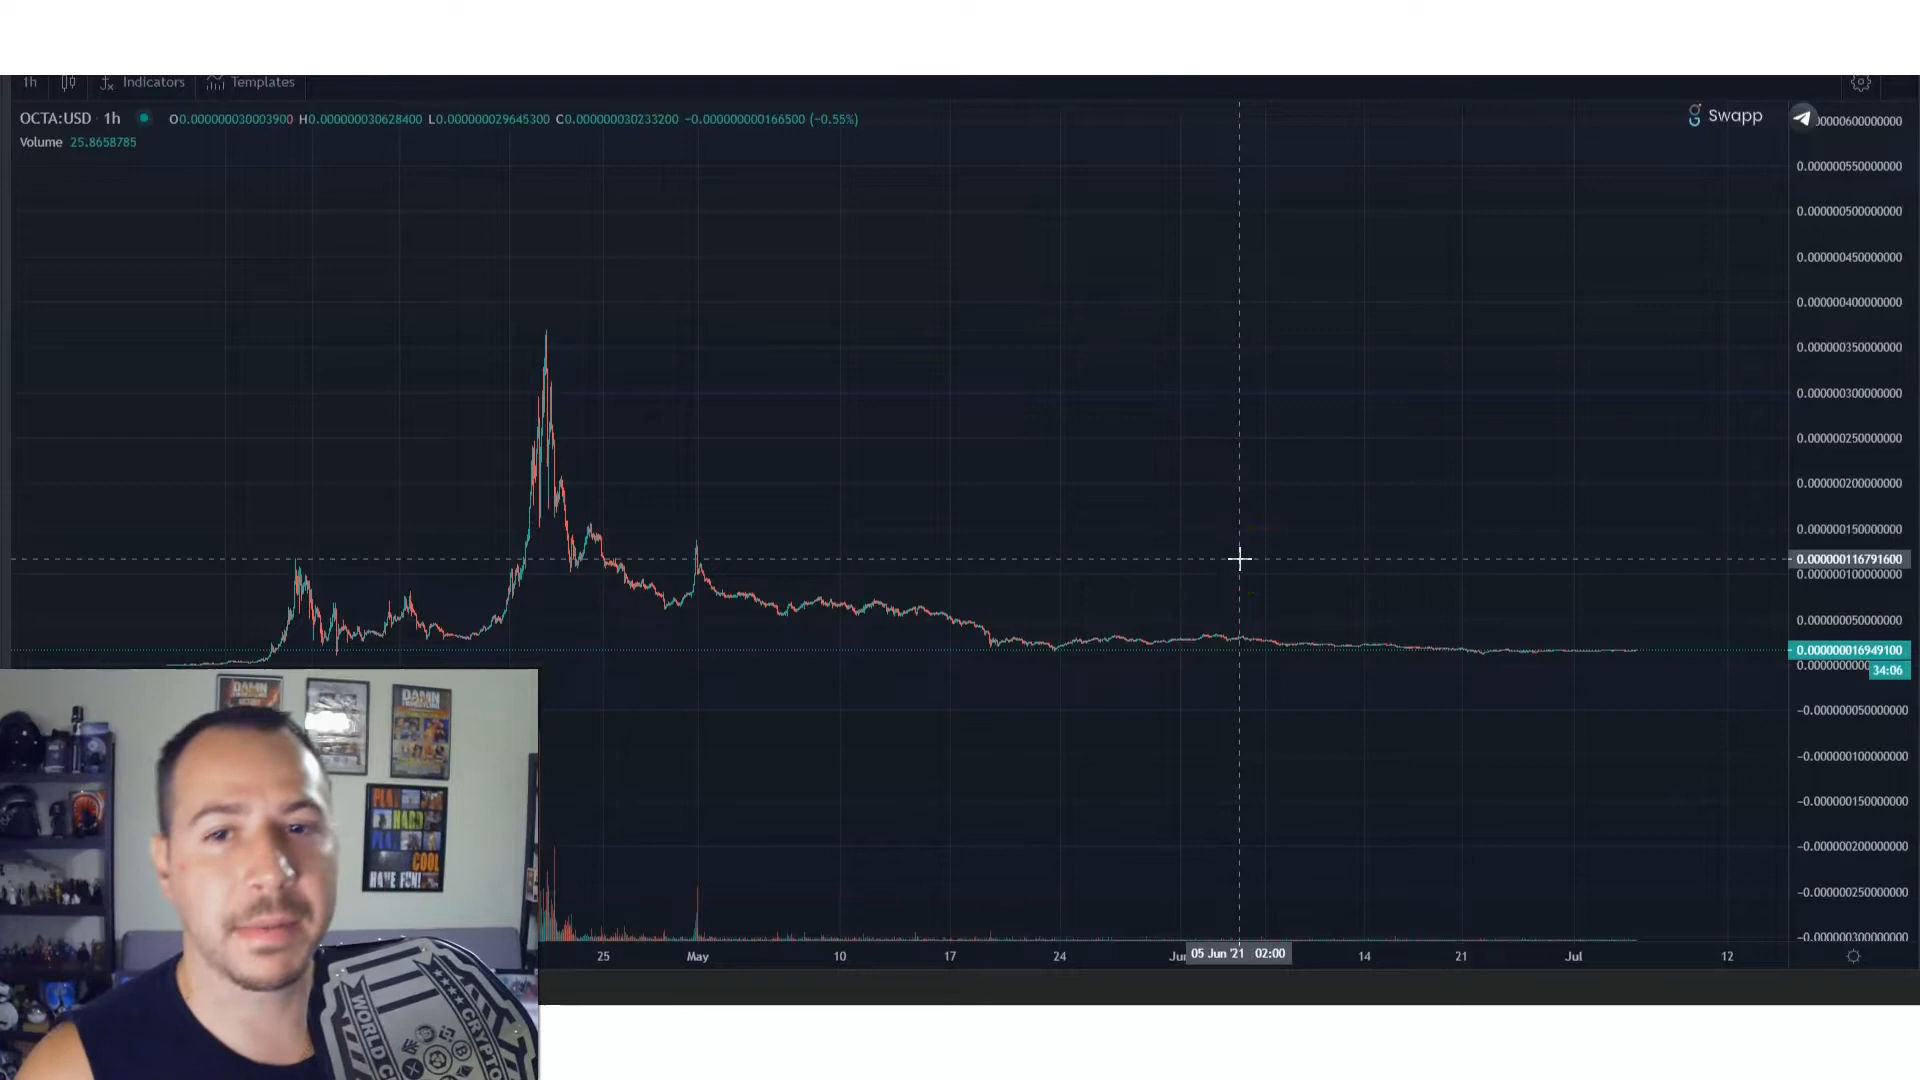 1h Indicators Templates
OCTA:USD 1h O0.000000030003900 H0.000000030628400 L0.000000029645300 C0.000000030233200 −0.000000000166500 (−0.55%)
Volume 25.8658785
Swapp
0.000000550000000
0.000000500000000
0.000000450000000
0.000000400000000
0.000000350000000
0.000000300000000
0.000000250000000
0.000000200000000
0.000000150000000
0.000000116791600
0.000000100000000
0.000000050000000
0.000000016949100
34:06
−0.000000050000000
−0.000000100000000
−0.000000150000000
−0.000000200000000
−0.000000250000000
−0.000000300000000
25 May 10 17 24 05 Jun '21 02:00 14 21 Jul 12
DAMN
DAMN
PLAY
HARD
PLAY
COOL
HAVE FUN!
WORLD
CRYPTO